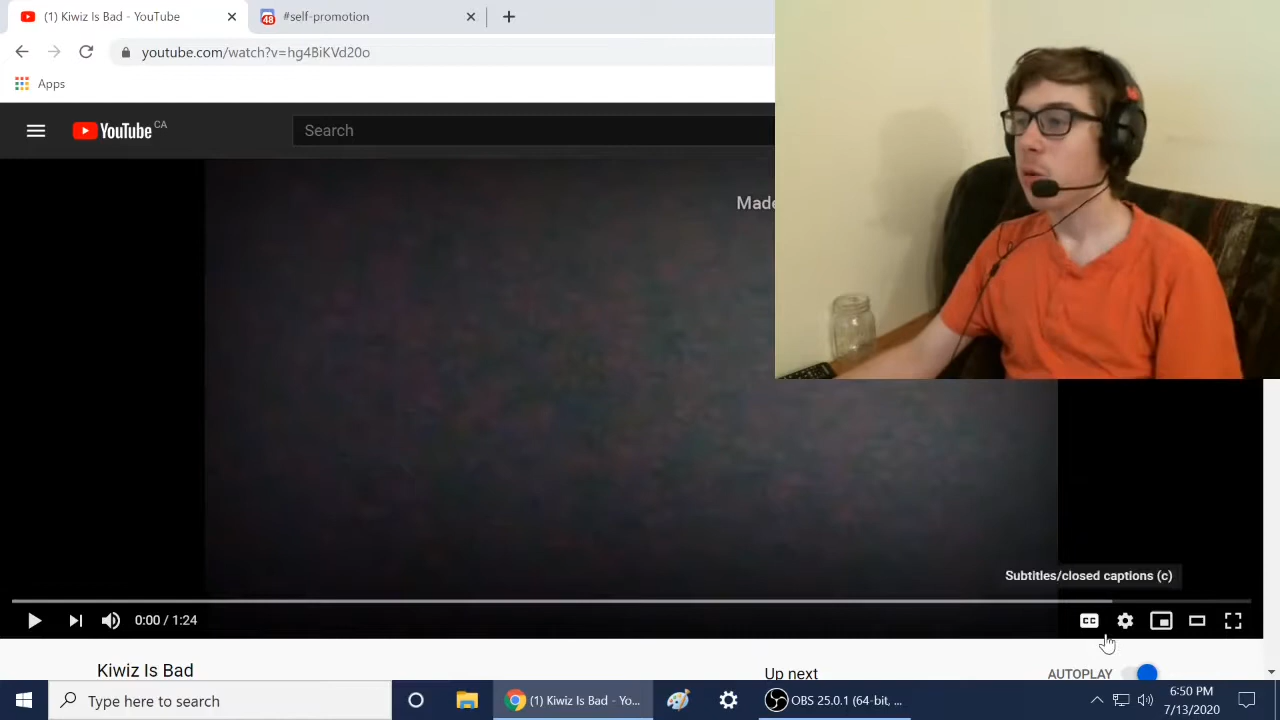 (1) Kiwiz Is Bad - YouTube
48
#self-promotion
youtube.com/watch?v=hg4BiKVd20o
Apps
YouTube CA
Search
Made
Subtitles/closed captions (c)
0:00 / 1:24
CC
Kiwiz Is Bad
Up next
AUTOPLAY
Type here to search
(1) Kiwiz Is Bad - Yo...
OBS 25.0.1 (64-bit, ...
6:50 PM
7/13/2020